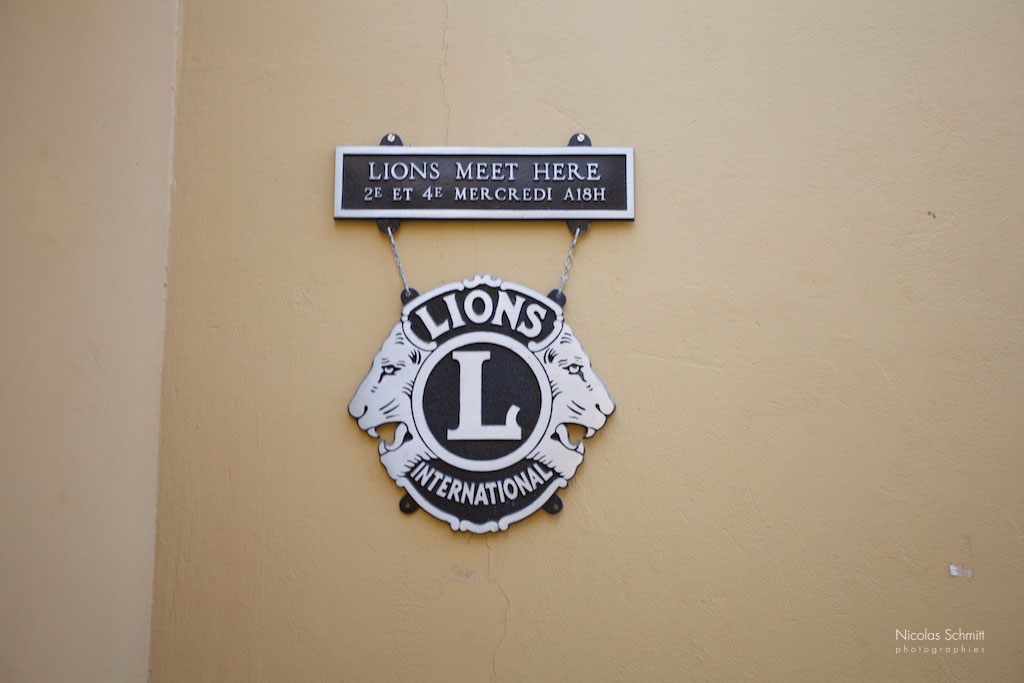 LIONS MEET HERE
2E ET 4E MERCREDI A18H
LIONS
L
INTERNATIONAL
Nicolas Schmitt
photographies